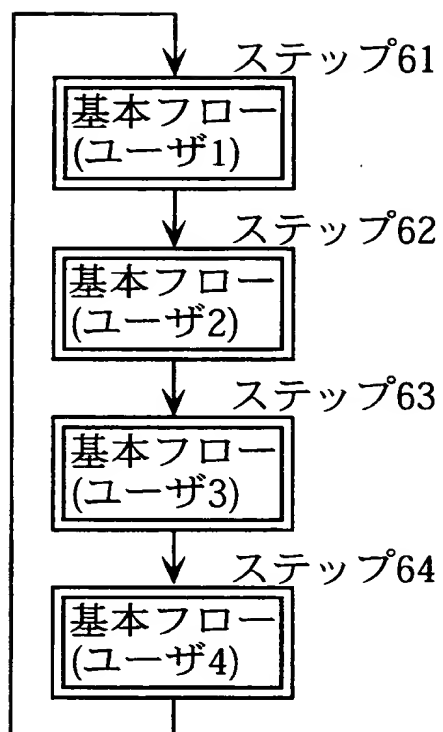 ステップ61
基本フロー
(ユーザ1)
ステップ62
基本フロー
(ユーザ2)
ステップ63
基本フロー
(ユーザ3)
ステップ64
基本フロー
(ユーザ4)